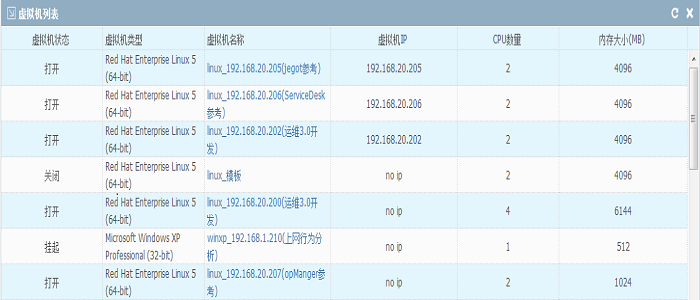 虚拟机列表
虚拟机状态 虚拟机类型 虚拟机名称 虚拟机IP CPU数量 内存大小(MB)
打开 Red Hat Enterprise Linux 5 (64-bit) linux_192.168.20.205(jegot参考) 192.168.20.205 2 4096
打开 Red Hat Enterprise Linux 5 (64-bit) linux_192.168.20.206(ServiceDesk参考) 192.168.20.206 2 4096
打开 Red Hat Enterprise Linux 5 (64-bit) linux_192.168.20.202(运维3.0开发) 192.168.20.202 2 4096
关闭 Red Hat Enterprise Linux 5 (64-bit) linux_模板 no ip 2 4096
打开 Red Hat Enterprise Linux 5 (64-bit) linux_192.168.20.200(运维3.0开发) no ip 4 6144
挂起 Microsoft Windows XP Professional (32-bit) winxp_192.168.1.210(上网行为分析) no ip 1 512
打开 Red Hat Enterprise Linux 5 (64-bit) linux_192.168.20.207(opManger参考) no ip 2 1024